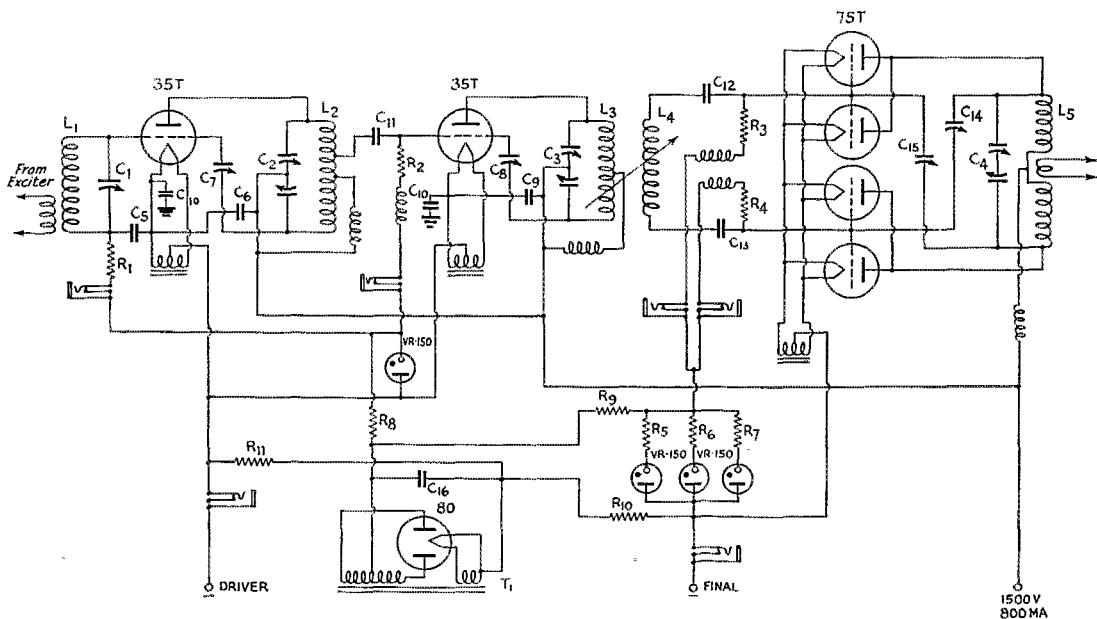 75T
35T
35T
L1
L2
L3
L4
L5
From
Exciter
C1
C2
C3
C4
C5
C6
C7
C8
C9
C10
C10
C11
C12
C13
C14
C15
R1
R2
R3
R4
VR-150
R8
R9
R5
R6
R7
VR-150
VR-150
R11
C16
80
R10
T1
DRIVER
FINAL
1500V
800MA